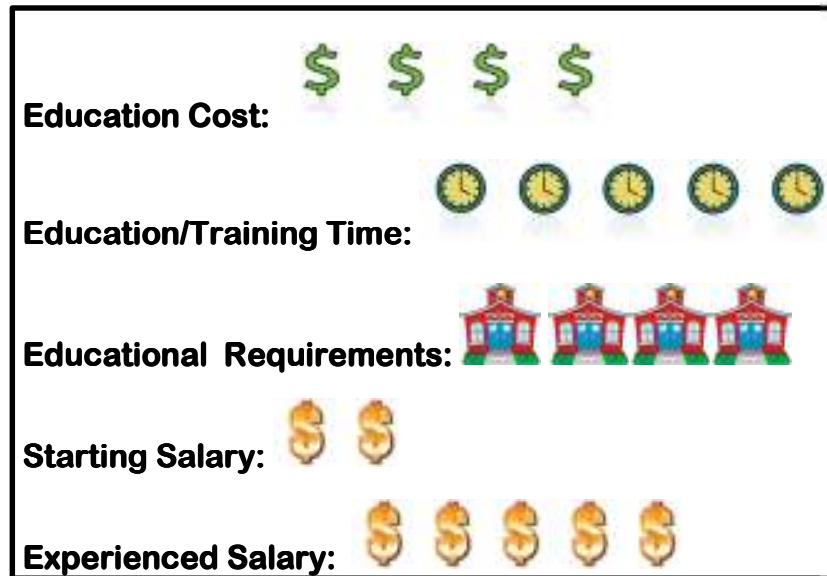 Education Cost:
Education/Training Time:
Educational Requirements:
Starting Salary:
Experienced Salary: